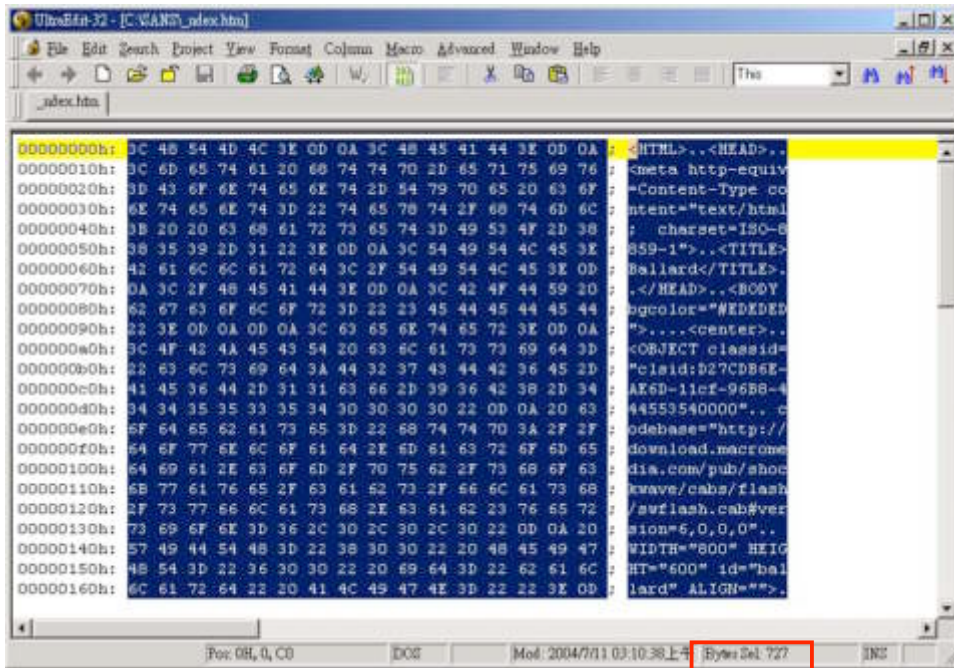 UltraEdit-32 - [C:\SANS\_ndex.htm]
File Edit Search Project View Format Column Macro Advanced Window Help
This
_ndex.htm
00000000h: 3C 48 54 4D 4C 3E 0D 0A 3C 48 45 41 44 3E 0D 0A ; <HTML>..<HEAD>..
00000010h: 3C 6D 65 74 61 20 68 74 74 70 2D 65 71 75 69 76 ; <meta http-equiv
00000020h: 3D 43 6F 6E 74 65 6E 74 2D 54 79 70 65 20 63 6F ; =Content-Type co
00000030h: 6E 74 65 6E 74 3D 22 74 65 78 74 2F 68 74 6D 6C ; ntent="text/html
00000040h: 3B 20 20 63 68 61 72 73 65 74 3D 49 53 4F 2D 38 ; ;  charset=ISO-8
00000050h: 38 35 39 2D 31 22 3E 0D 0A 3C 54 49 54 4C 45 3E ; 859-1">..<TITLE>
00000060h: 42 61 6C 6C 61 72 64 3C 2F 54 49 54 4C 45 3E 0D ; Ballard</TITLE>.
00000070h: 0A 3C 2F 48 45 41 44 3E 0D 0A 3C 42 4F 44 59 20 ; .</HEAD>..<BODY
00000080h: 62 67 63 6F 6C 6F 72 3D 22 23 45 44 45 44 45 44 ; bgcolor="#EDEDED
00000090h: 22 3E 0D 0A 0D 0A 3C 63 65 6E 74 65 72 3E 0D 0A ; ">....<center>..
000000a0h: 3C 4F 42 4A 45 43 54 20 63 6C 61 73 73 69 64 3D ; <OBJECT classid=
000000b0h: 22 63 6C 73 69 64 3A 44 32 37 43 44 42 36 45 2D ; "clsid:D27CDB6E-
000000c0h: 41 45 36 44 2D 31 31 63 66 2D 39 36 42 38 2D 34 ; AE6D-11cf-96B8-4
000000d0h: 34 34 35 35 33 35 34 30 30 30 30 22 0D 0A 20 63 ; 44553540000".. c
000000e0h: 6F 64 65 62 61 73 65 3D 22 68 74 74 70 3A 2F 2F ; odebase="http://
000000f0h: 64 6F 77 6E 6C 6F 61 64 2E 6D 61 63 72 6F 6D 65 ; download.macrome
00000100h: 64 69 61 2E 63 6F 6D 2F 70 75 62 2F 73 68 6F 63 ; dia.com/pub/shoc
00000110h: 6B 77 61 76 65 2F 63 61 62 73 2F 66 6C 61 73 68 ; kwave/cabs/flash
00000120h: 2F 73 77 66 6C 61 73 68 2E 63 61 62 23 76 65 72 ; /swflash.cab#ver
00000130h: 73 69 6F 6E 3D 36 2C 30 2C 30 2C 30 22 0D 0A 20 ; sion=6,0,0,0"..
00000140h: 57 49 44 54 48 3D 22 38 30 30 22 20 48 45 49 47 ; WIDTH="800" HEIG
00000150h: 48 54 3D 22 36 30 30 22 20 69 64 3D 22 62 61 6C ; HT="600" id="bal
00000160h: 6C 61 72 64 22 20 41 4C 49 47 4E 3D 22 22 3E 0D ; lard" ALIGN="">.
Pos: 0H, 0, C0 DOS Mod: 2004/7/11 03:10:38上午 Bytes Sel: 727 INS